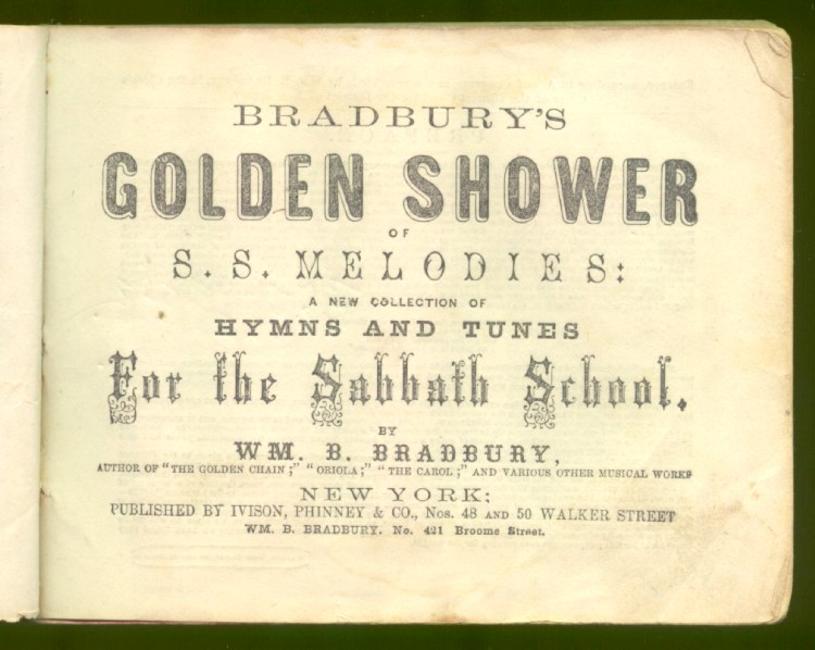 BRADBURY'S
GOLDEN SHOWER
OF
S. S. MELODIES:
A NEW COLLECTION OF
HYMNS AND TUNES
For the Sabbath School.
BY
WM. B. BRADBURY,
AUTHOR OF "THE GOLDEN CHAIN;" "ORIOLA;" "THE CAROL;" AND VARIOUS OTHER MUSICAL WORKS
NEW YORK:
PUBLISHED BY IVISON, PHINNEY & CO., Nos. 48 AND 50 WALKER STREET
WM. B. BRADBURY. No. 421 Broome Street.